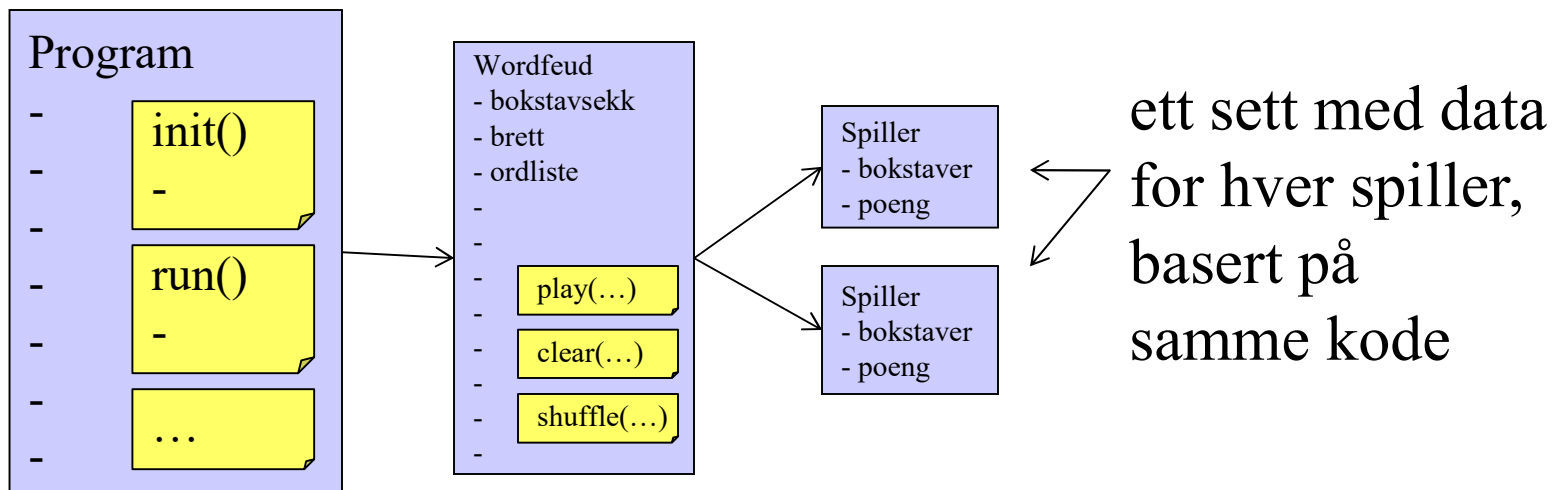 Program
-
-
-
-
-
-
-
init()
-
run()
-
…
Wordfeud
- bokstavsekk
- brett
- ordliste
-
-
-
-
-
-
-
-
play(…)
clear(…)
shuffle(…)
Spiller
- bokstaver
- poeng
Spiller
- bokstaver
- poeng
ett sett med data
for hver spiller,
basert på
samme kode